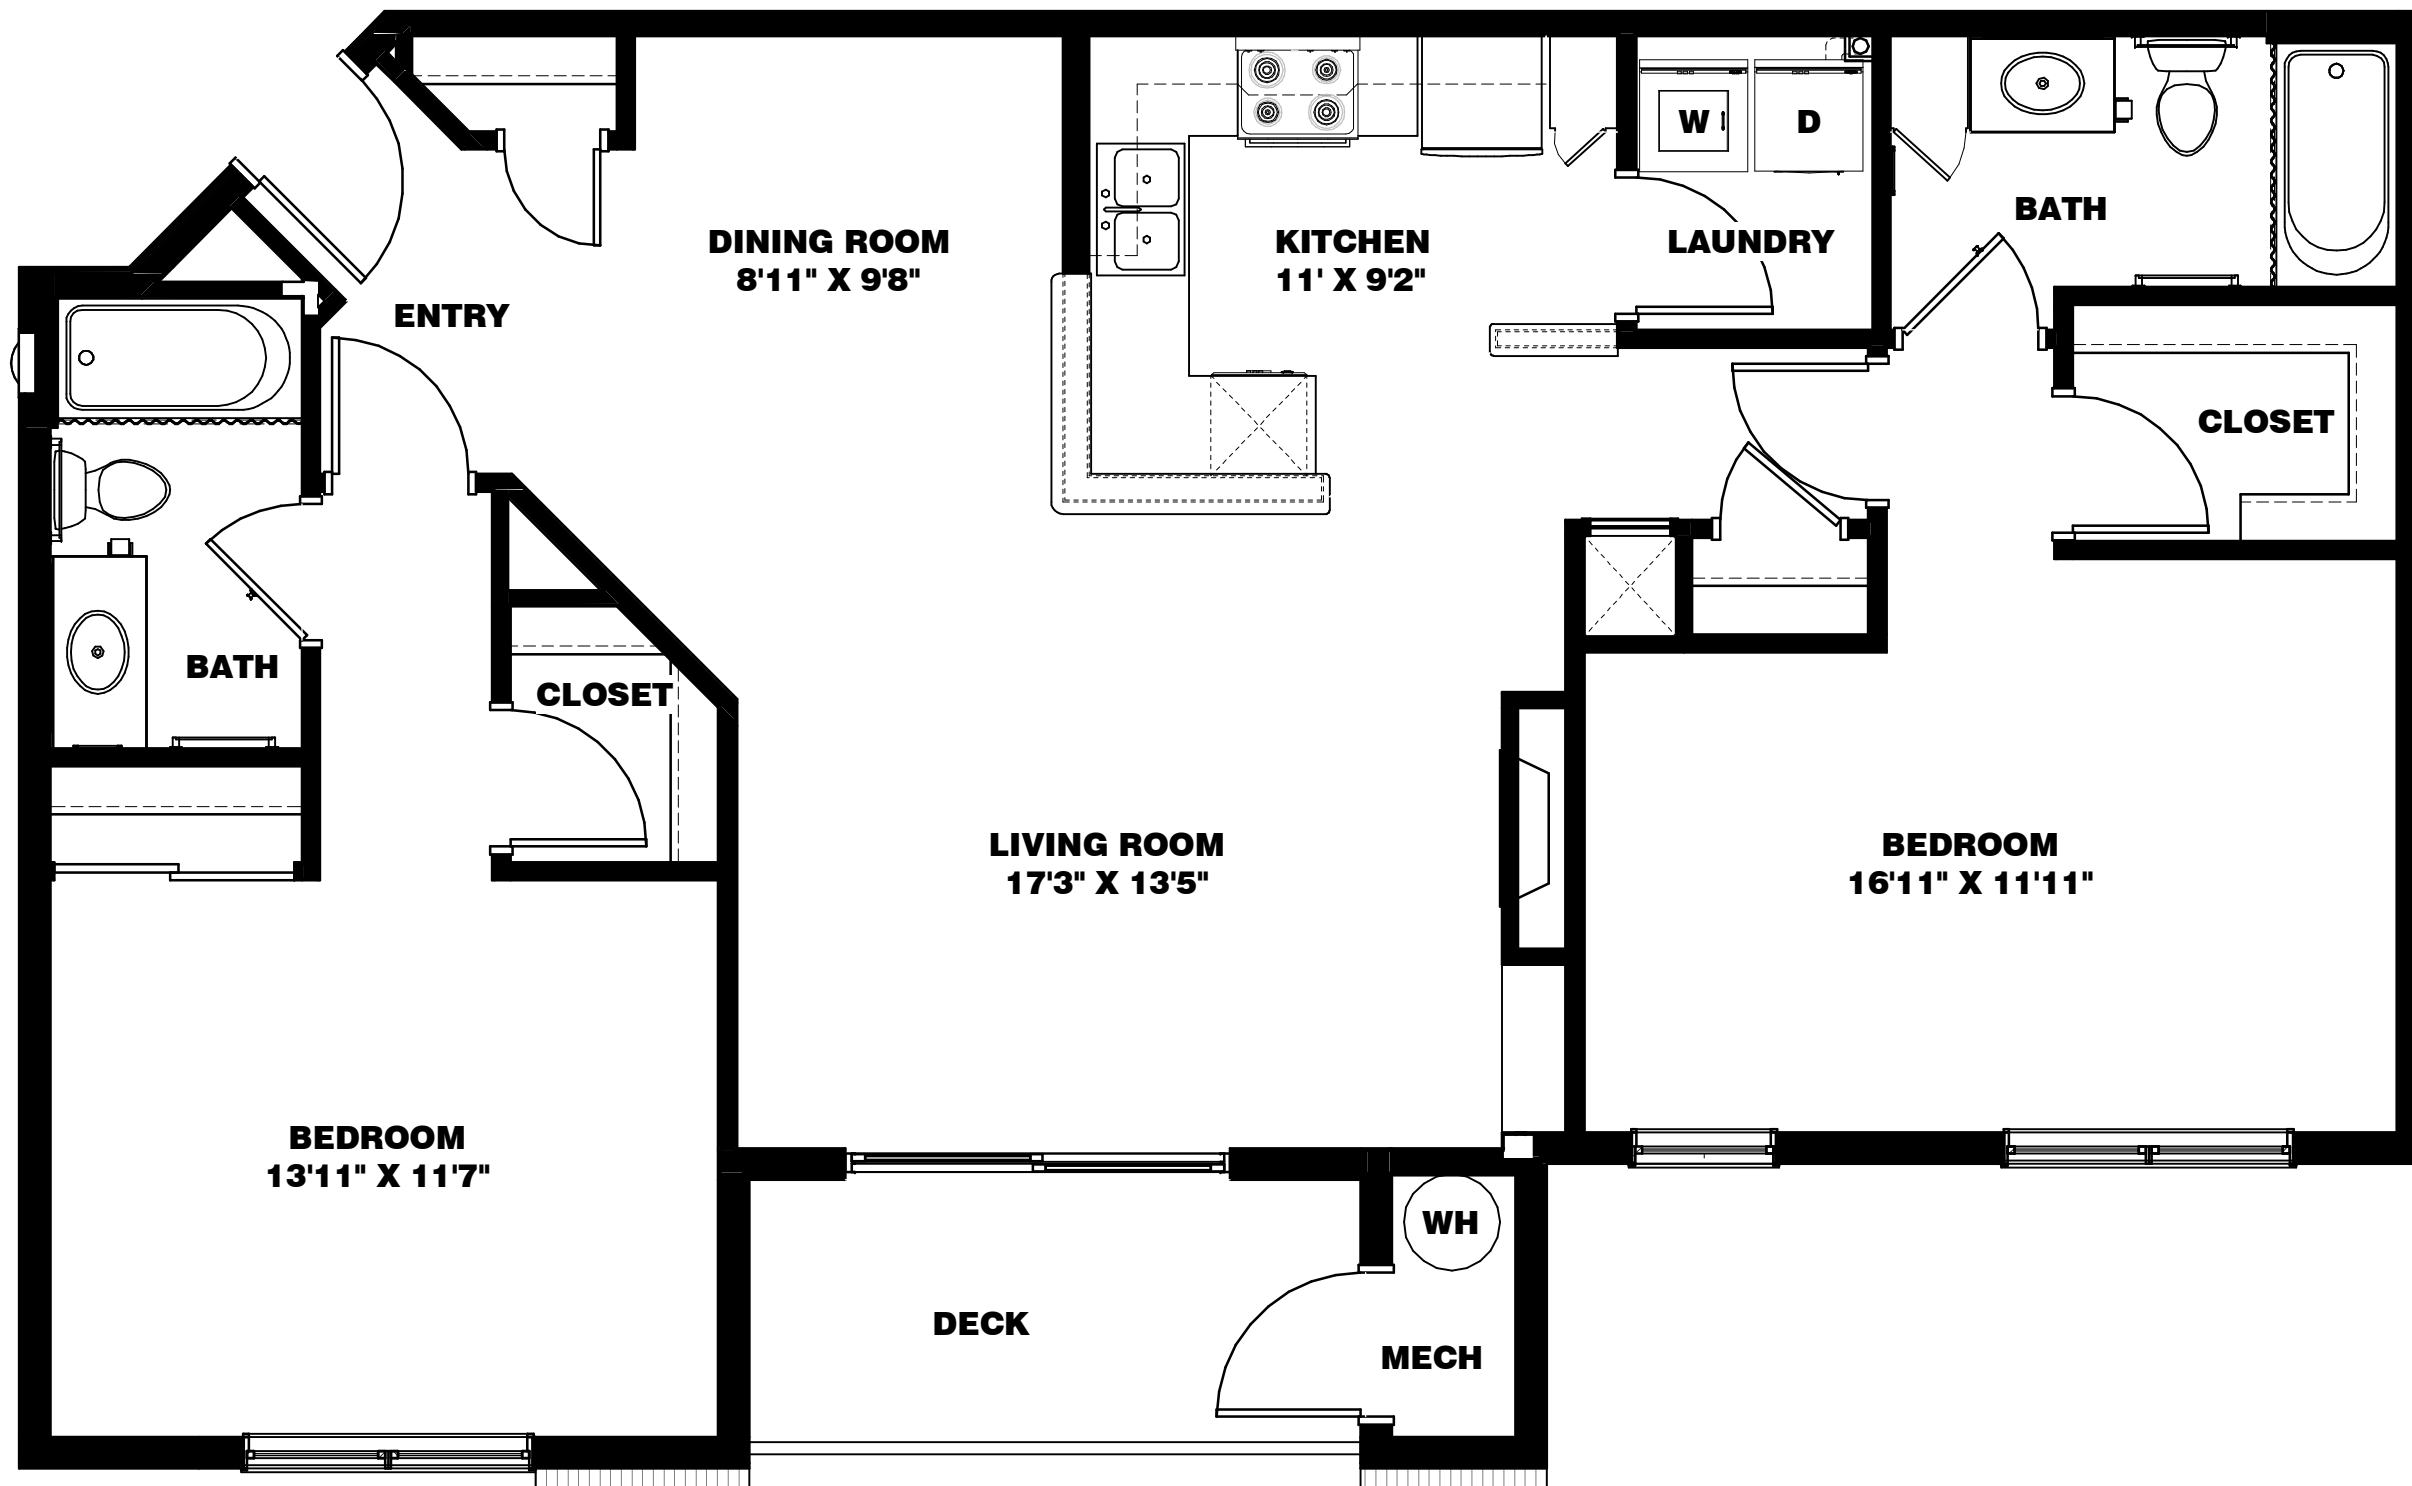 W
D
BATH
DINING ROOM
8'11" X 9'8"
KITCHEN
11' X 9'2"
LAUNDRY
ENTRY
CLOSET
BATH
CLOSET
LIVING ROOM
17'3" X 13'5"
BEDROOM
16'11" X 11'11"
BEDROOM
13'11" X 11'7"
WH
DECK
MECH